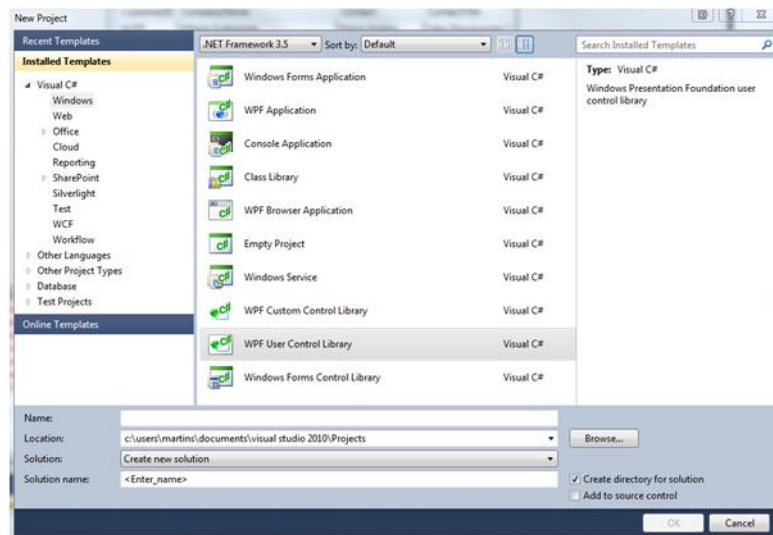 New Project
Recent Templates
Installed Templates
Visual C#
Windows
Web
Office
Cloud
Reporting
SharePoint
Silverlight
Test
WCF
Workflow
Other Languages
Other Project Types
Database
Test Projects
Online Templates
.NET Framework 3.5 Sort by: Default
Windows Forms Application Visual C#
WPF Application Visual C#
Console Application Visual C#
Class Library Visual C#
WPF Browser Application Visual C#
Empty Project Visual C#
Windows Service Visual C#
WPF Custom Control Library Visual C#
WPF User Control Library Visual C#
Windows Forms Control Library Visual C#
Search Installed Templates
Type: Visual C#
Windows Presentation Foundation user
control library
Name:
Location: c:\users\martins\documents\visual studio 2010\Projects Browse...
Solution: Create new solution
Solution name: <Enter_name> Create directory for solution
Add to source control
OK Cancel